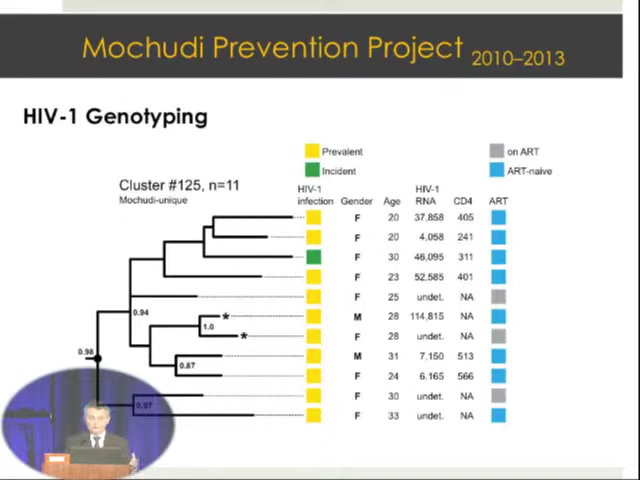 Mochudi Prevention Project 2010–2013
HIV-1 Genotyping
Prevalent
Incident
on ART
ART-naive
Cluster #125, n=11
Mochudi-unique
HIV-1 infection Gender Age HIV-1 RNA CD4 ART
F 20 37,858 405
F 20 4,058 241
F 30 46,095 311
F 23 52,585 401
F 25 undet. NA
0.94
* M 28 114,815 NA
1.0
* F 28 undet. NA
M 31 7,150 513
0.98
0.87
F 24 6,165 566
F 30 undet. NA
0.97
F 33 undet. NA